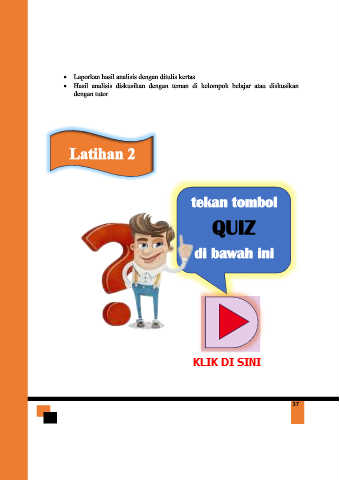 • Laporkan hasil analisis dengan ditulis kertas
• Hasil analisis diskusikan dengan teman di kelompok belajar atau diskusikan
dengan tutor
Latihan 2
tekan tombol
QUIZ
di bawah ini
KLIK DI SINI
37